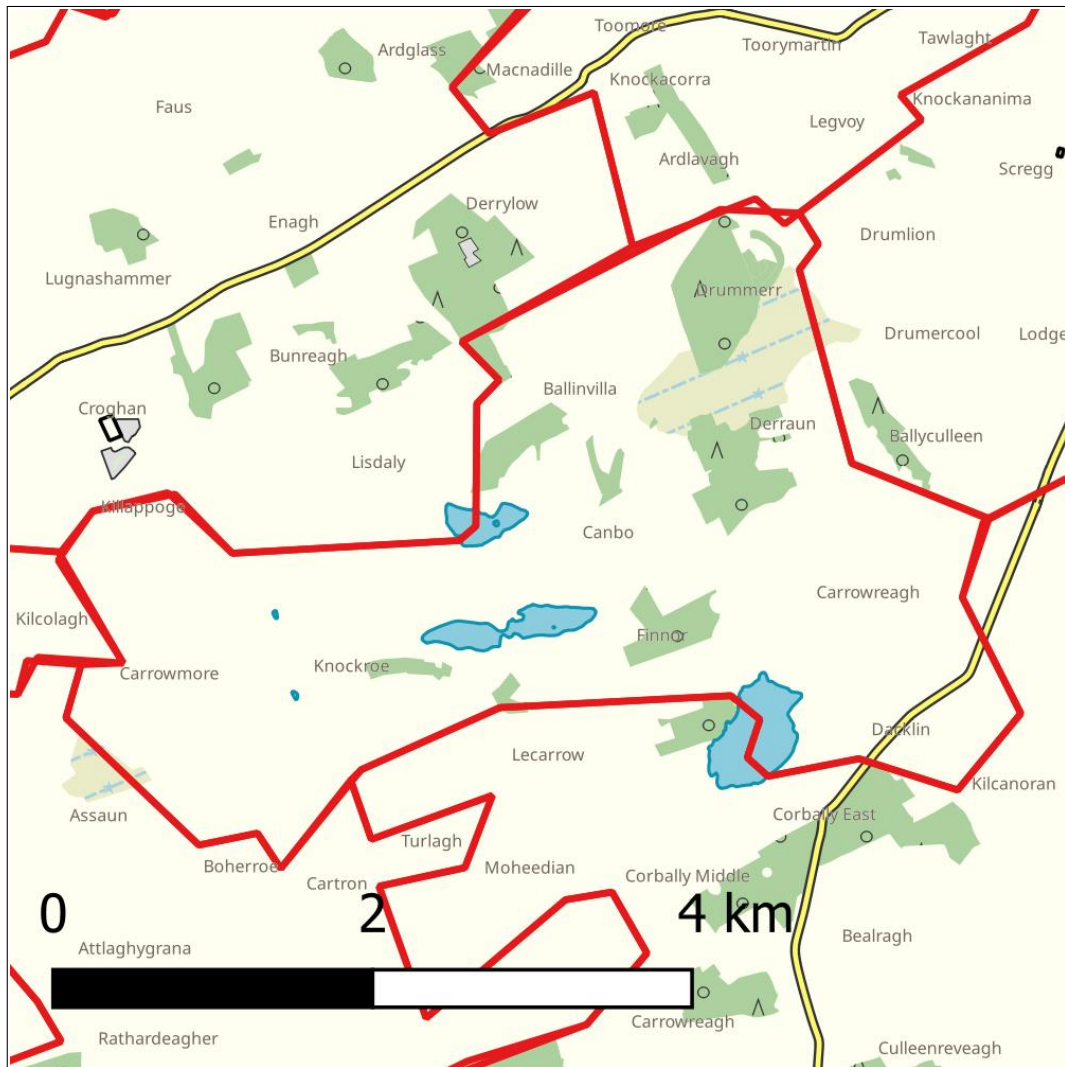 Toomore
Toorymartin
Tawlaght
Ardglass
Macnadille
Knockacorra
Knockananima
Faus
Legvoy
Ardlavagh
Scregg
Derrylow
Enagh
Drumlion
Lugnashammer
Drummerr
Drumercool
Lodge
Bunreagh
Ballinvilla
Croghan
Derraun
Ballyculleen
Lisdaly
Killappoge
Canbo
Carrowreagh
Kilcolagh
Finnor
Knockroe
Carrowmore
Dacklin
Lecarrow
Kilcanoran
Assaun
Corbally East
Turlagh
Boherroe
Moheedian
Cartron
Corbally Middle
0 2 4 km
Bealragh
Attlaghygrana
Carrowreagh
Rathardeagher
Culleenreveagh